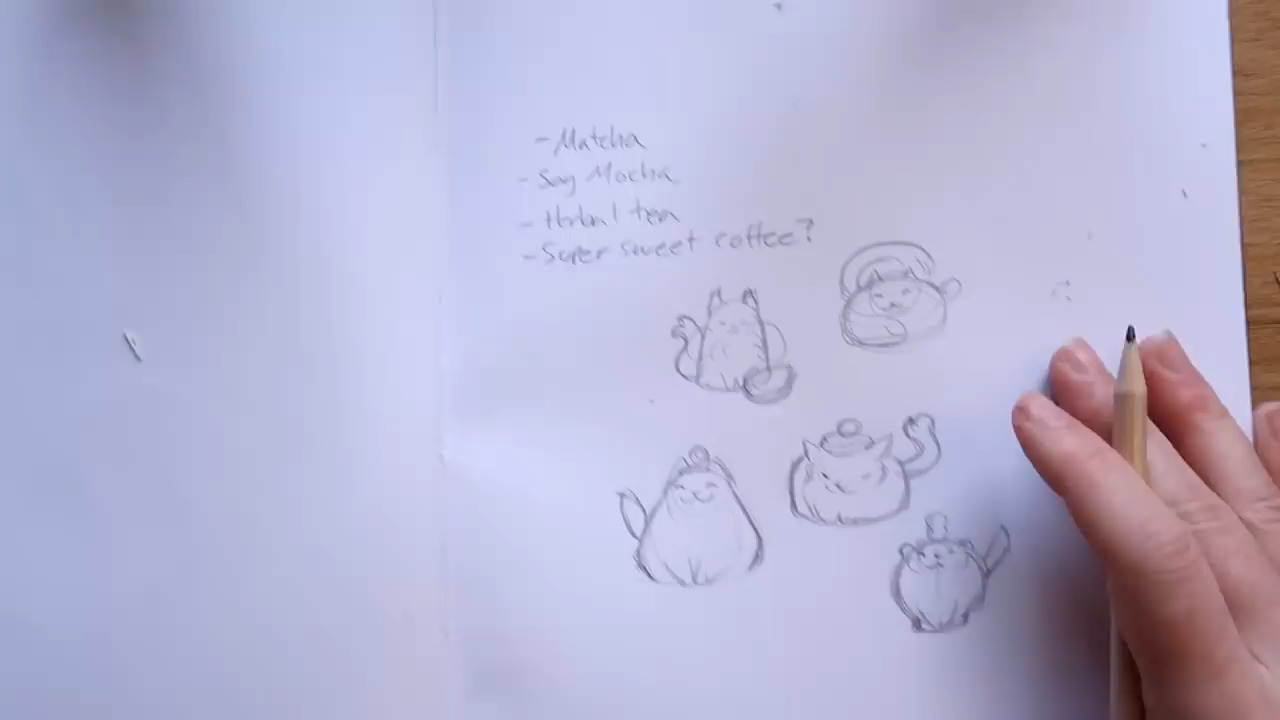 - Matcha
- Soy Mocha
- Herbal tea
- Super sweet coffee?